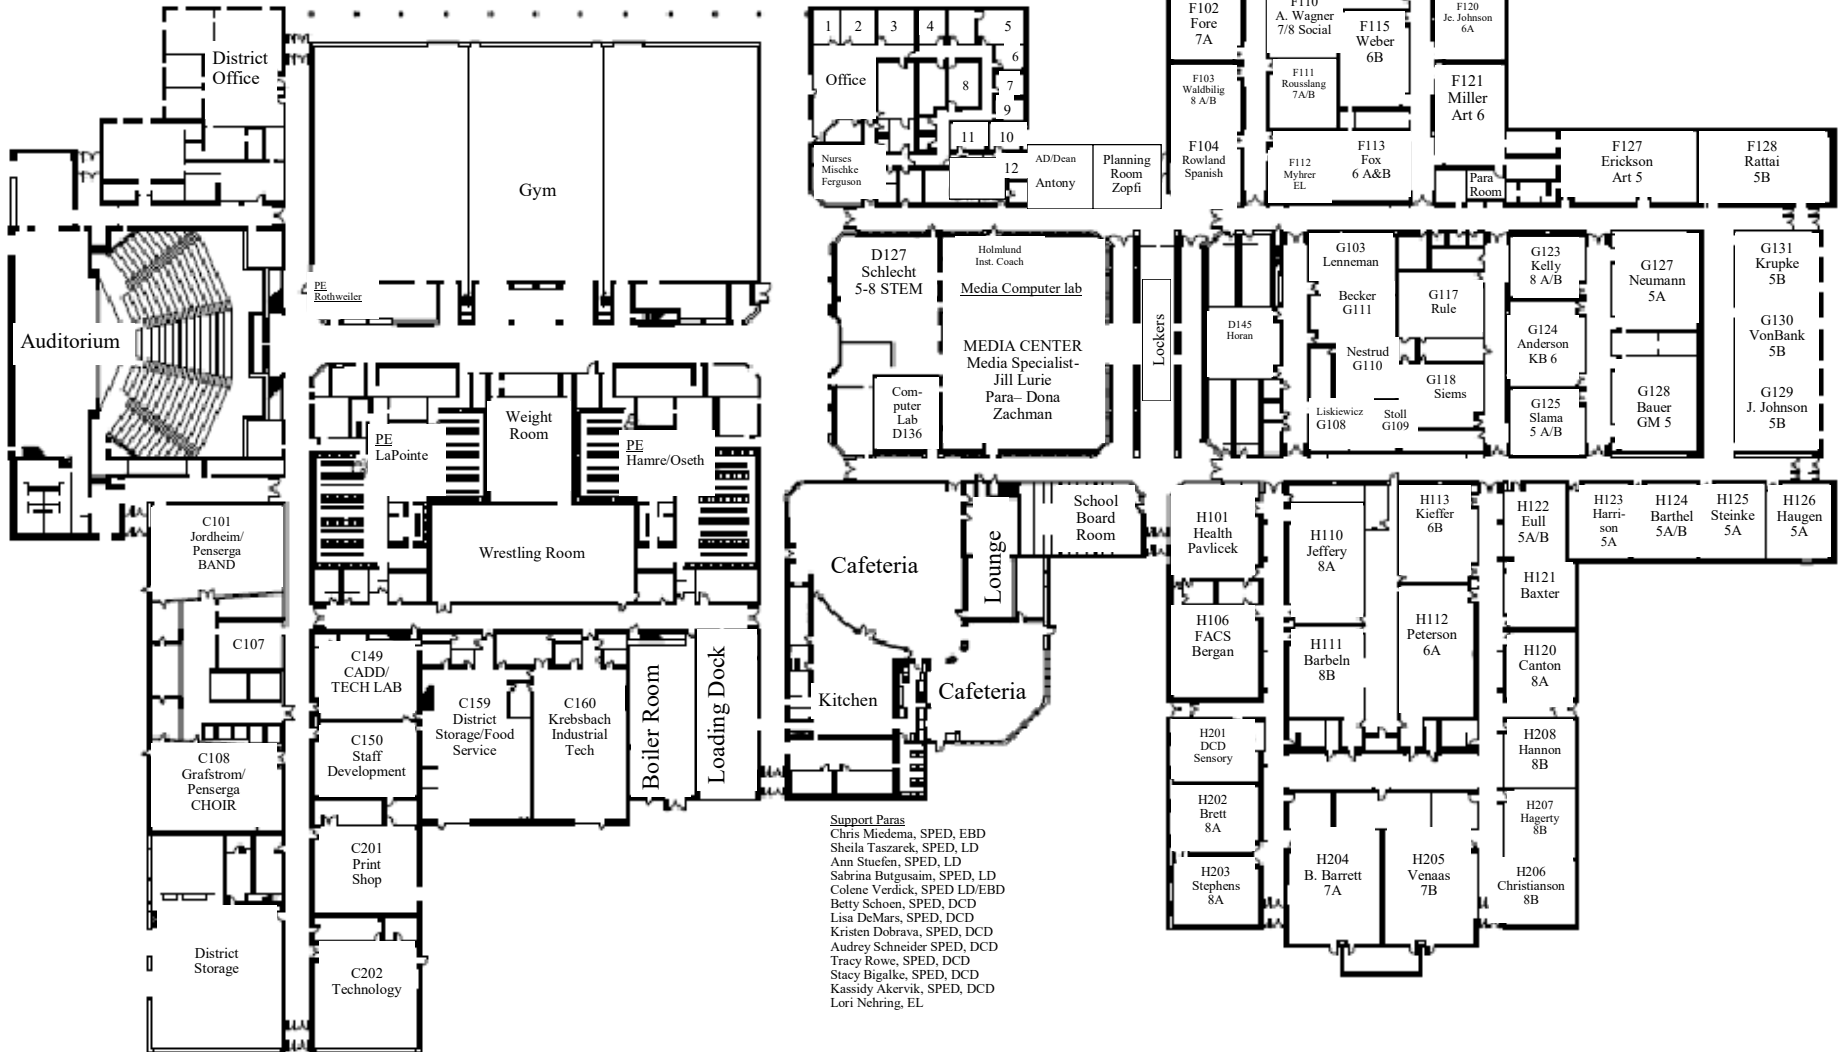 District
Office
Gym
PE
Rothweiler
Auditorium
PE
LaPointe
Weight
Room
PE
Hamre/Oseth
Wrestling Room
C101
Jordheim/
Penserga
BAND
C107
C108
Grafstrom/
Penserga
CHOIR
District
Storage
C149
CADD/
TECH LAB
C150
Staff
Development
C201
Print
Shop
C202
Technology
C159
District
Storage/Food
Service
C160
Krebsbach
Industrial
Tech
Boiler Room
Loading Dock
1
2
3
4
5
6
7
8
9
10
11
12
Office
Nurses
Mischke
Ferguson
AD/Dean
Antony
Planning
Room
Zopfi
D127
Schlecht
5-8 STEM
Holmlund
Inst. Coach
Media Computer lab
MEDIA CENTER
Media Specialist-
Jill Lurie
Para– Dona
Zachman
Com-
puter
Lab
D136
Lockers
D145
Horan
Cafeteria
Lounge
School
Board
Room
Kitchen
Cafeteria
Support Paras
Chris Miedema, SPED, EBD
Sheila Taszarek, SPED, LD
Ann Stuefen, SPED, LD
Sabrina Butgusaim, SPED, LD
Colene Verdick, SPED LD/EBD
Betty Schoen, SPED, DCD
Lisa DeMars, SPED, DCD
Kristen Dobrava, SPED, DCD
Audrey Schneider SPED, DCD
Tracy Rowe, SPED, DCD
Stacy Bigalke, SPED, DCD
Kassidy Akervik, SPED, DCD
Lori Nehring, EL
F102
Fore
7A
F103
Waldbilig
8 A/B
F104
Rowland
Spanish
F110
A. Wagner
7/8 Social
F111
Rousslang
7A/B
F112
Myhrer
EL
F113
Fox
6 A&B
F115
Weber
6B
F120
Je. Johnson
6A
F121
Miller
Art 6
Para
Room
F127
Erickson
Art 5
F128
Rattai
5B
G103
Lenneman
Becker
G111
Nestrud
G110
Liskiewicz
G108
Stoll
G109
G117
Rule
G118
Siems
G123
Kelly
8 A/B
G124
Anderson
KB 6
G125
Slama
5 A/B
G127
Neumann
5A
G128
Bauer
GM 5
G131
Krupke
5B
G130
VonBank
5B
G129
J. Johnson
5B
H101
Health
Pavlicek
H106
FACS
Bergan
H110
Jeffery
8A
H111
Barbeln
8B
H113
Kieffer
6B
H112
Peterson
6A
H122
Eull
5A/B
H123
Harri-
son
5A
H124
Barthel
5A/B
H125
Steinke
5A
H126
Haugen
5A
H121
Baxter
H120
Canton
8A
H201
DCD
Sensory
H202
Brett
8A
H203
Stephens
8A
H204
B. Barrett
7A
H205
Venaas
7B
H208
Hannon
8B
H207
Hagerty
8B
H206
Christianson
8B